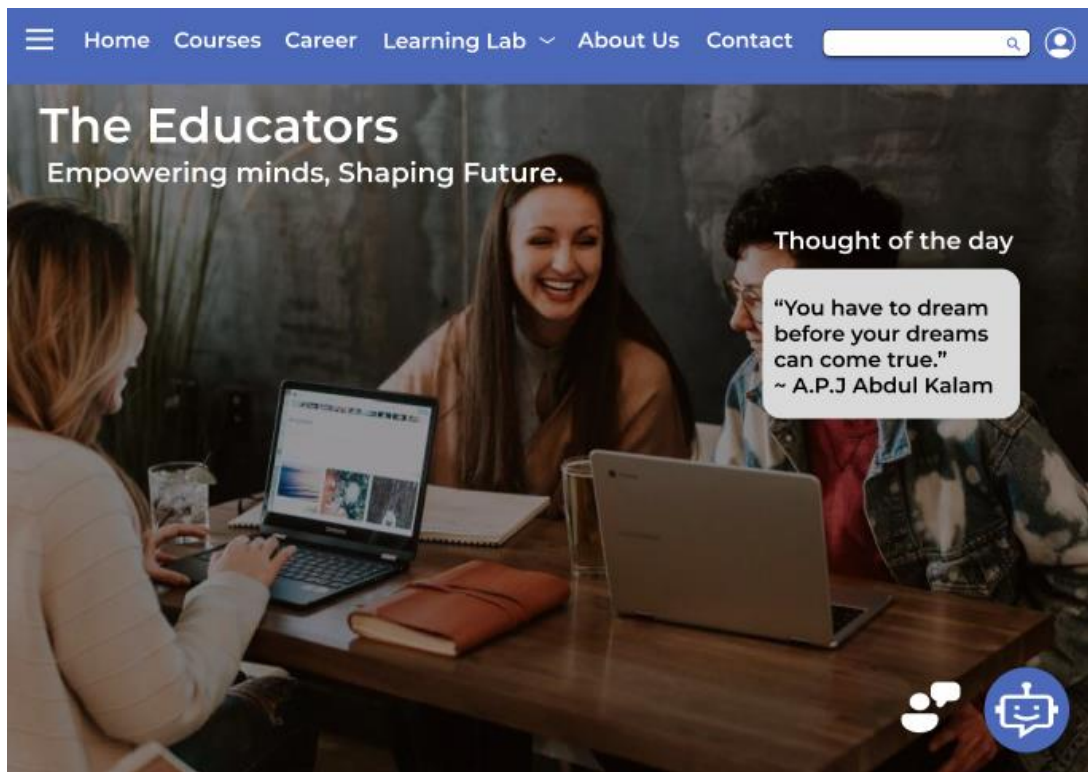 Home Courses Career Learning Lab About Us Contact
The Educators
Empowering minds, Shaping Future.
Thought of the day
“You have to dream
before your dreams
can come true.”
~ A.P.J Abdul Kalam